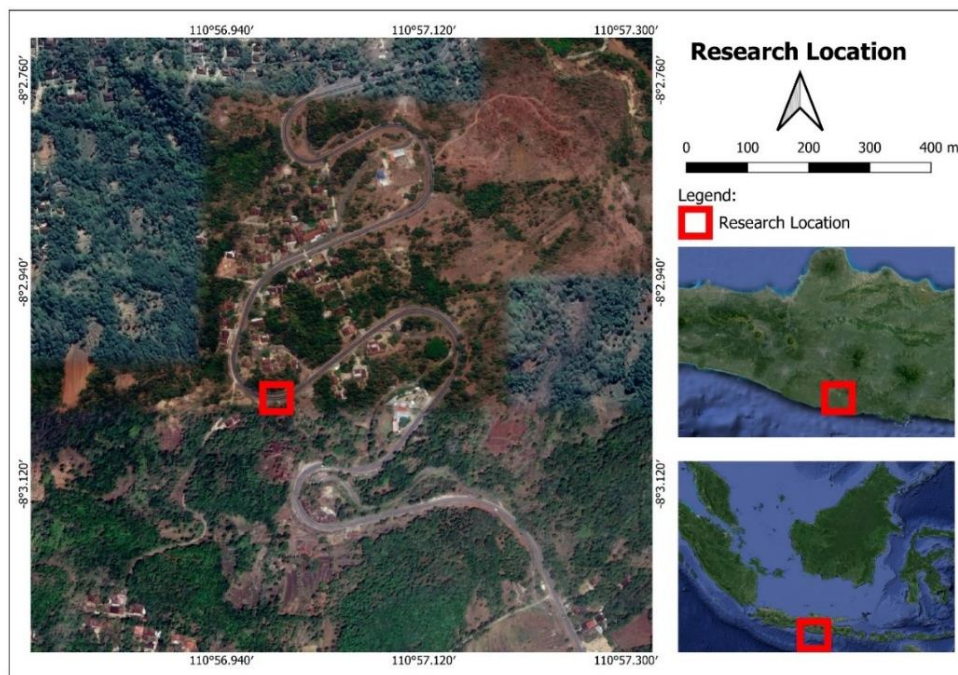 110°56.940′ 110°57.120′ 110°57.300′
-8°2.760′ -8°2.760′
-8°2.940′ -8°2.940′
-8°3.120′ -8°3.120′
110°56.940′ 110°57.120′ 110°57.300′
Research Location
0 100 200 300 400 m
Legend:
Research Location